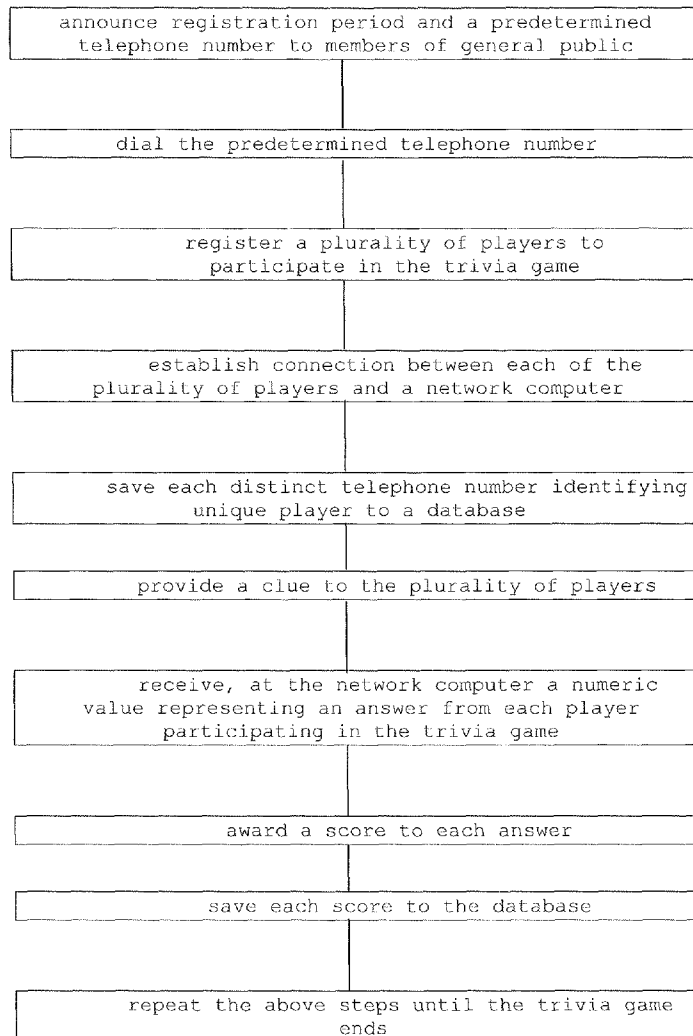 announce registration period and a predetermined
telephone number to members of general public
dial the predetermined telephone number
register a plurality of players to
participate in the trivia game
establish connection between each of the
plurality of players and a network computer
save each distinct telephone number identifying
unique player to a database
provide a clue to the plurality of players
receive, at the network computer a numeric
value representing an answer from each player
participating in the trivia game
award a score to each answer
save each score to the database
repeat the above steps until the trivia game
ends